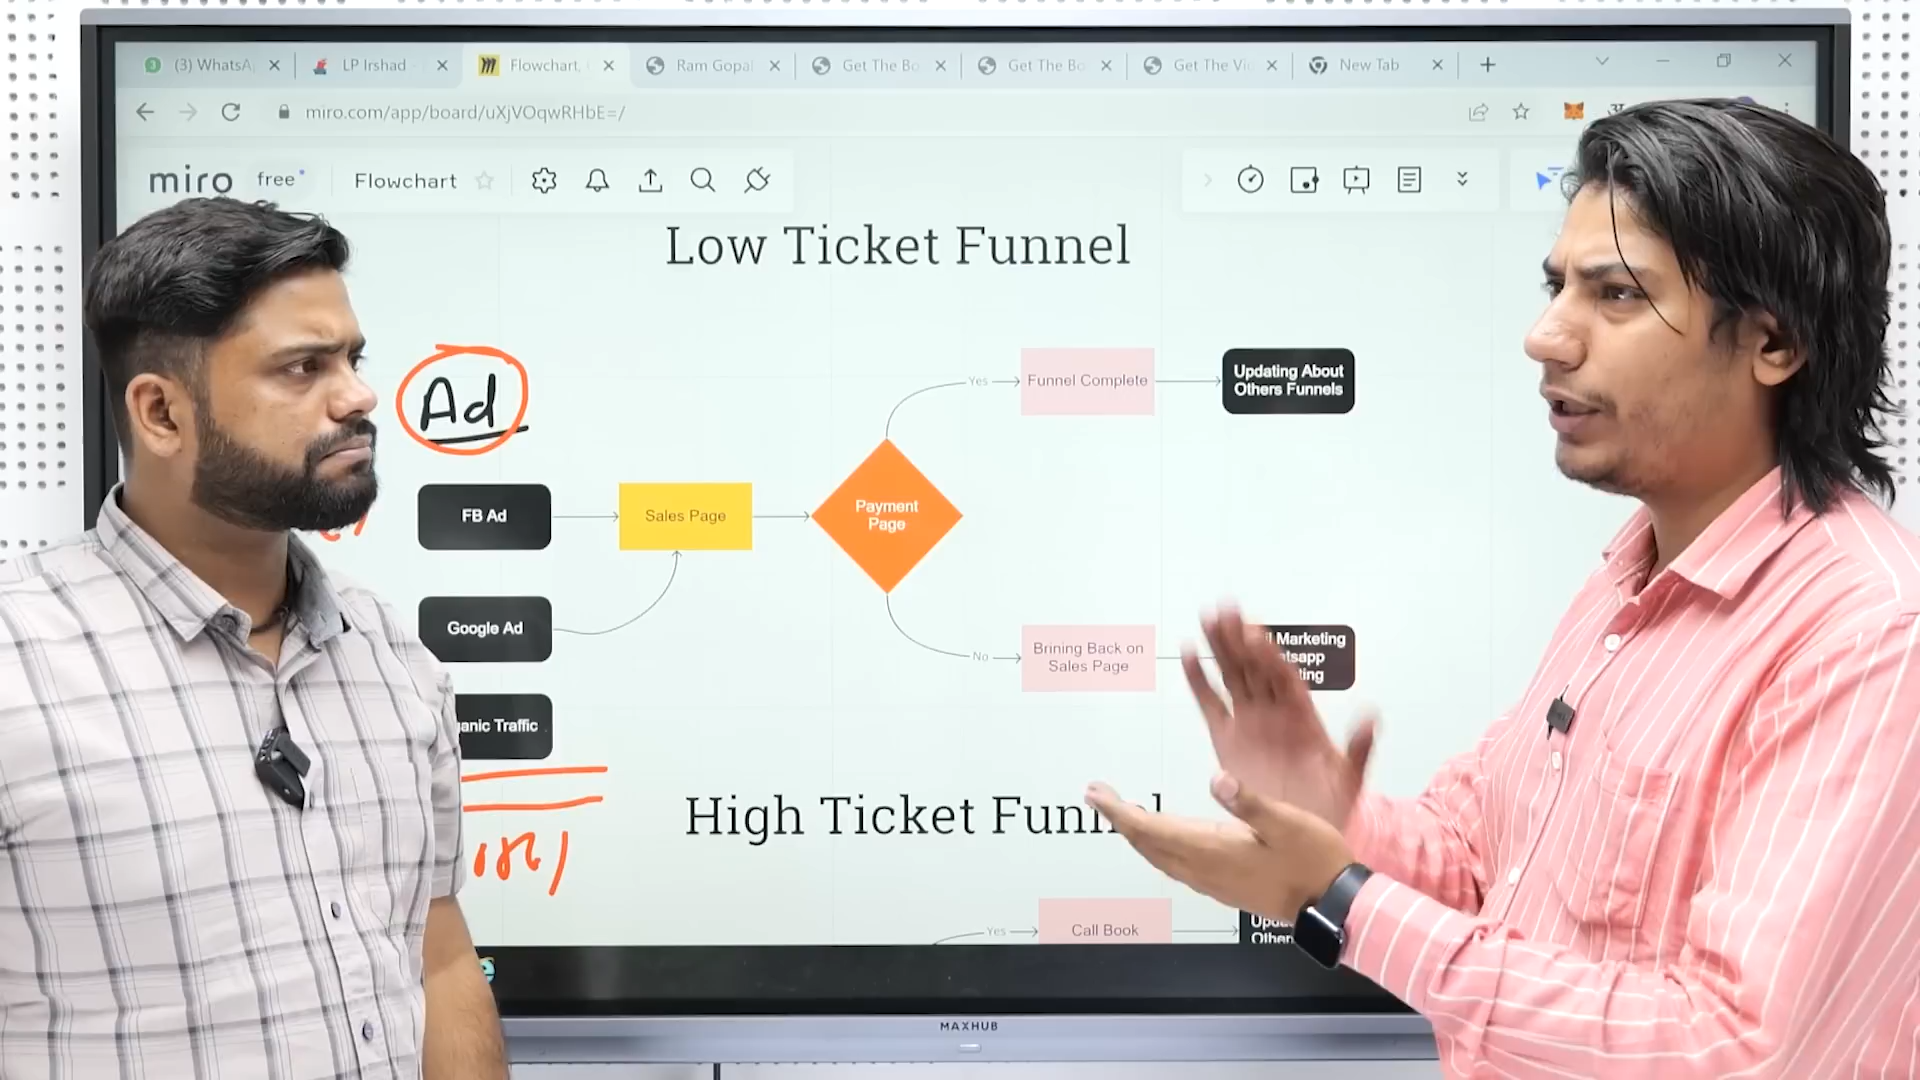 (3) WhatsA
LP Irshad -
Flowchart,
Ram Gopal
Get The Bo
Get The Bo
Get The Vi
New Tab
miro.com/app/board/uXjVOqwRHbE=/
miro free
Flowchart
Low Ticket Funnel
Ad
Yes
Funnel Complete
Updating About
Others Funnels
FB Ad
Sales Page
Payment
Page
Google Ad
No
Brining Back on
Sales Page
Marketing
anic Traffic
High Ticket Funnel
Yes
Call Book
MAXHUB